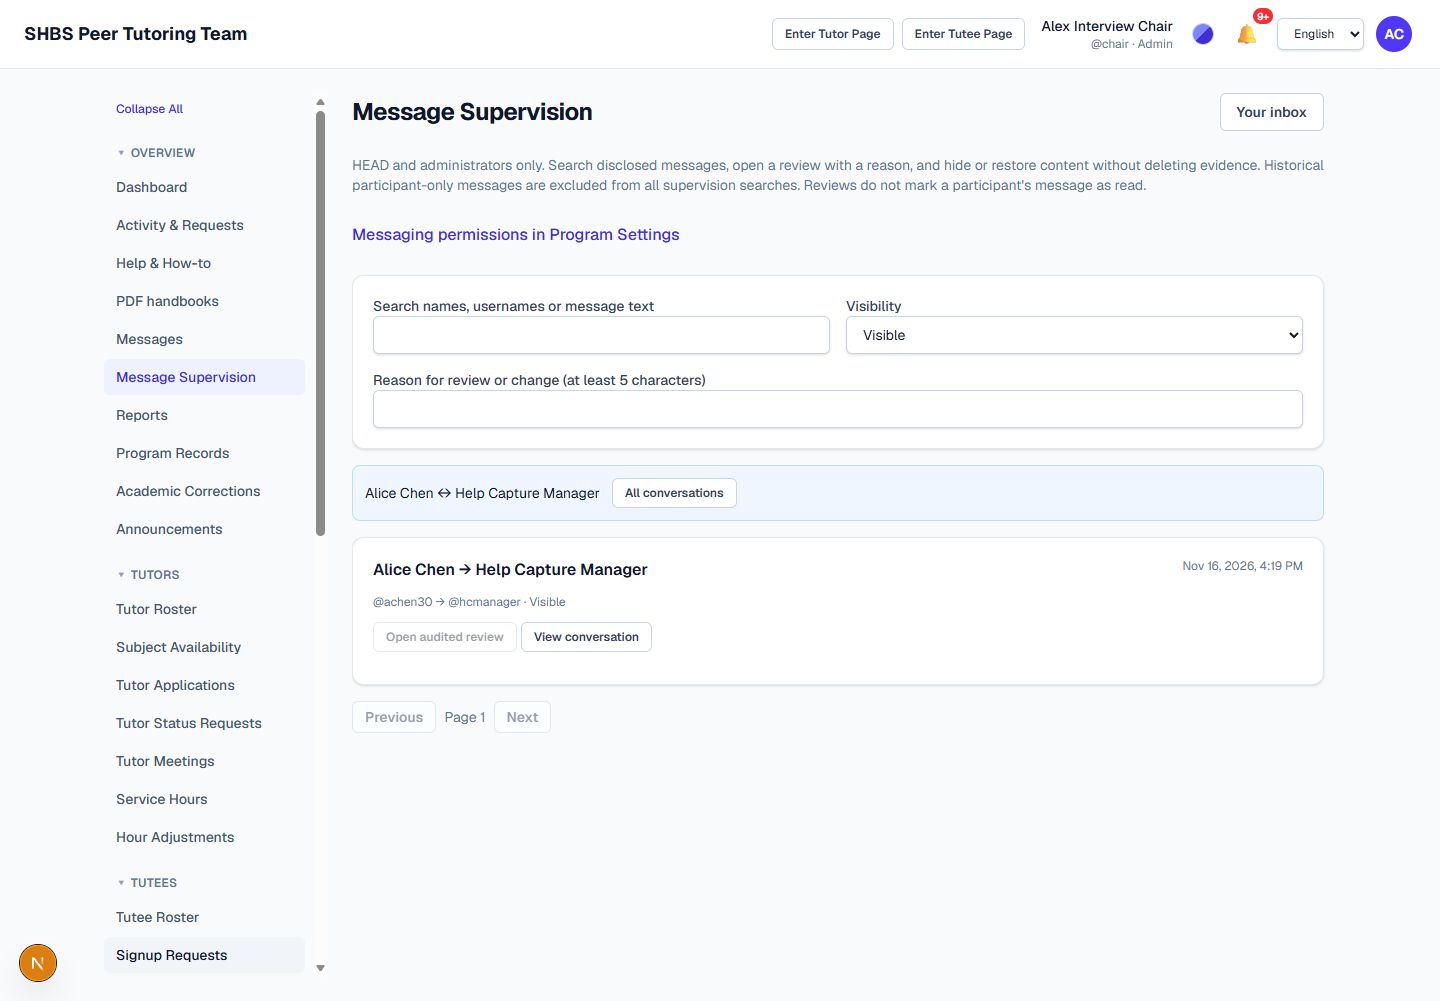 SHBS Peer Tutoring Team
Enter Tutor Page
Enter Tutee Page
Alex Interview Chair
@chair · Admin
9+
English
AC
Collapse All
OVERVIEW
Dashboard
Activity & Requests
Help & How-to
PDF handbooks
Messages
Message Supervision
Reports
Program Records
Academic Corrections
Announcements
TUTORS
Tutor Roster
Subject Availability
Tutor Applications
Tutor Status Requests
Tutor Meetings
Service Hours
Hour Adjustments
TUTEES
Tutee Roster
Signup Requests
N
Message Supervision
Your inbox
HEAD and administrators only. Search disclosed messages, open a review with a reason, and hide or restore content without deleting evidence. Historical
participant-only messages are excluded from all supervision searches. Reviews do not mark a participant's message as read.
Messaging permissions in Program Settings
Search names, usernames or message text
Visibility
Visible
Reason for review or change (at least 5 characters)
Alice Chen ↔ Help Capture Manager
All conversations
Alice Chen → Help Capture Manager
Nov 16, 2026, 4:19 PM
@achen30 → @hcmanager · Visible
Open audited review
View conversation
Previous
Page 1
Next